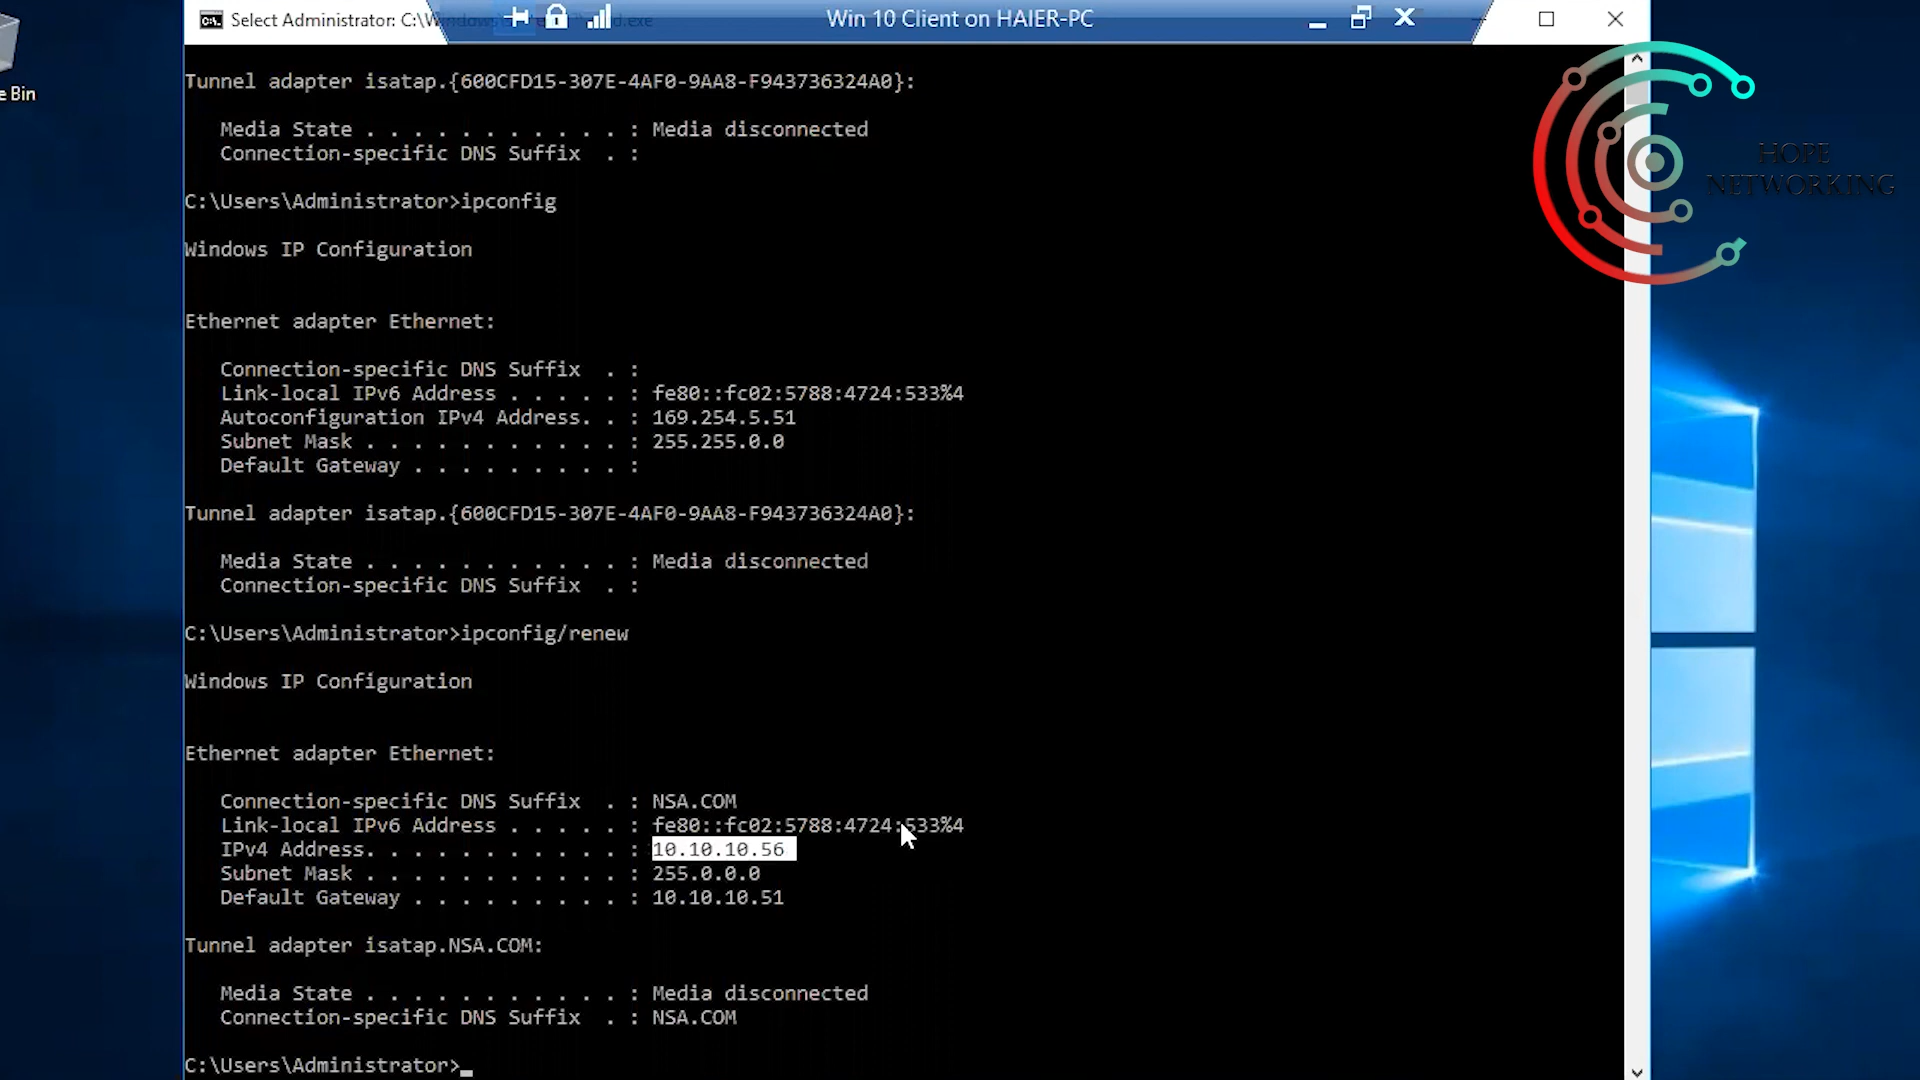 Select Administrator: C:\Windows
Win 10 Client on HAIER-PC
e Bin
HOPE
NETWORKING
Tunnel adapter isatap.{600CFD15-307E-4AF0-9AA8-F943736324A0}:
Media State . . . . . . . . . . . : Media disconnected
Connection-specific DNS Suffix  . :
C:\Users\Administrator>ipconfig
Windows IP Configuration
Ethernet adapter Ethernet:
Connection-specific DNS Suffix  . :
Link-local IPv6 Address . . . . . : fe80::fc02:5788:4724:533%4
Autoconfiguration IPv4 Address. . : 169.254.5.51
Subnet Mask . . . . . . . . . . . : 255.255.0.0
Default Gateway . . . . . . . . . :
Tunnel adapter isatap.{600CFD15-307E-4AF0-9AA8-F943736324A0}:
Media State . . . . . . . . . . . : Media disconnected
Connection-specific DNS Suffix  . :
C:\Users\Administrator>ipconfig/renew
Windows IP Configuration
Ethernet adapter Ethernet:
Connection-specific DNS Suffix  . : NSA.COM
Link-local IPv6 Address . . . . . : fe80::fc02:5788:4724:533%4
IPv4 Address. . . . . . . . . . . : 10.10.10.56
Subnet Mask . . . . . . . . . . . : 255.0.0.0
Default Gateway . . . . . . . . . : 10.10.10.51
Tunnel adapter isatap.NSA.COM:
Media State . . . . . . . . . . . : Media disconnected
Connection-specific DNS Suffix  . : NSA.COM
C:\Users\Administrator>_